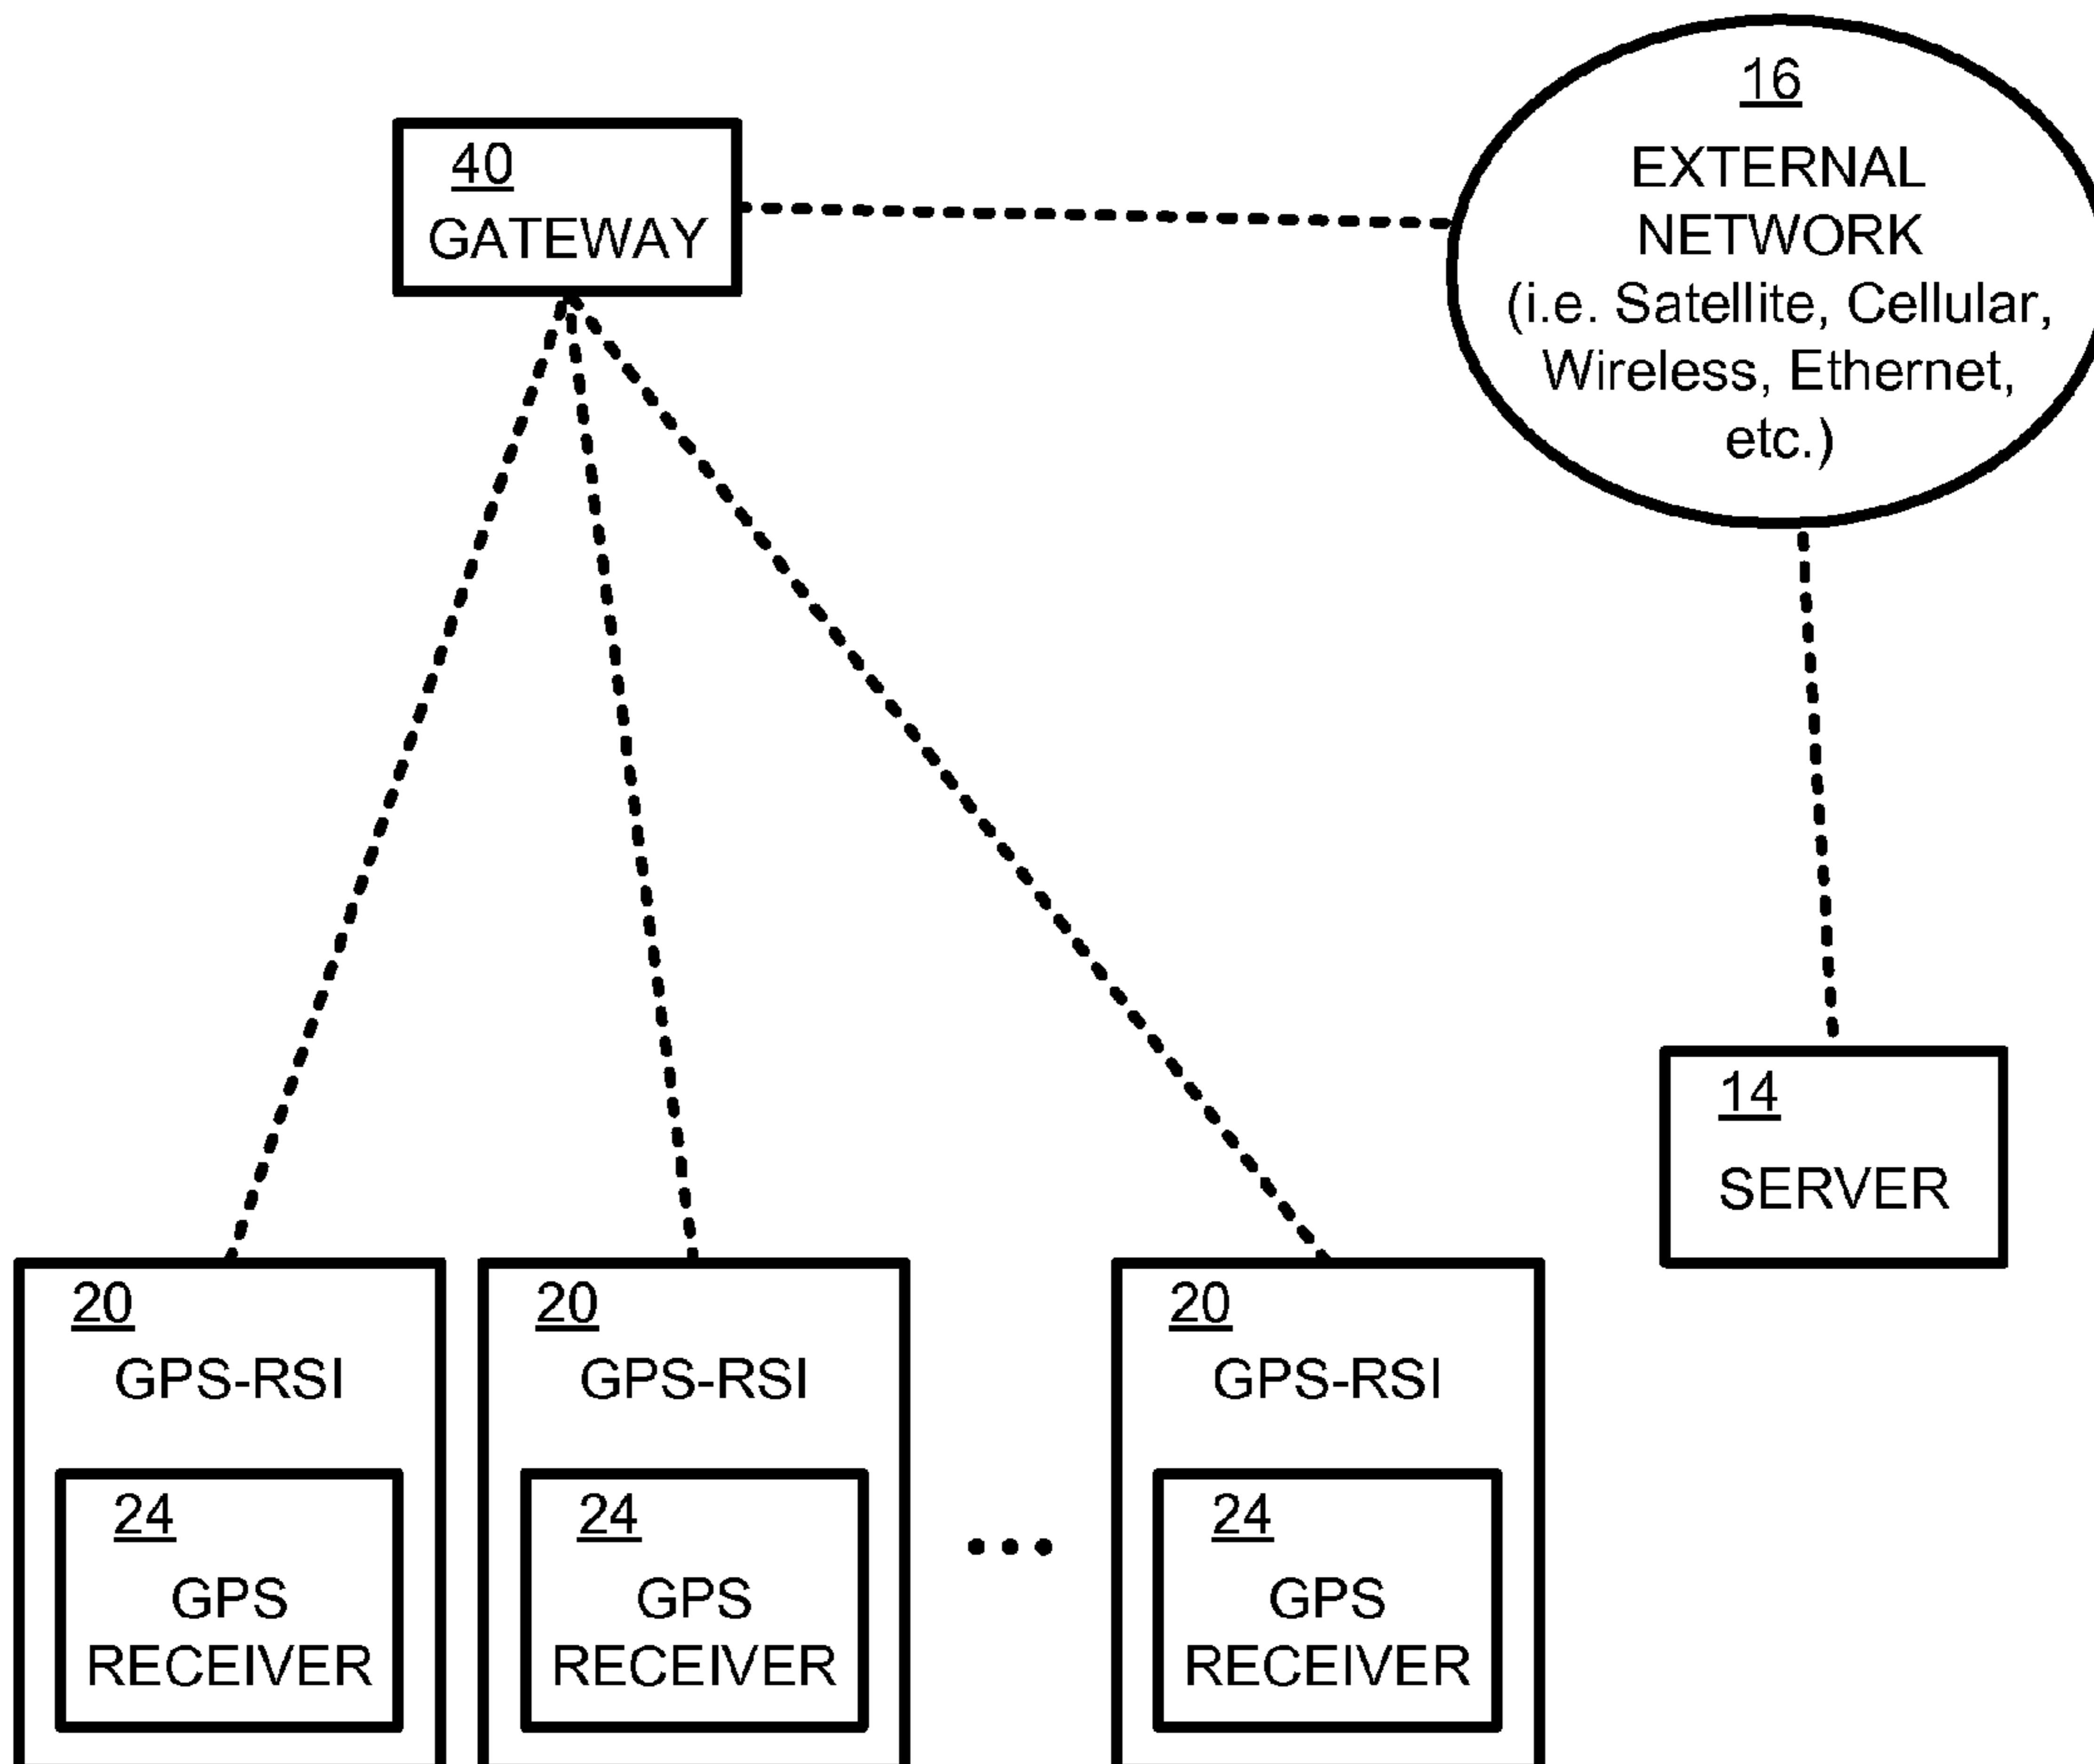 40
GATEWAY
16
EXTERNAL
NETWORK
(i.e. Satellite, Cellular,
Wireless, Ethernet,
etc.)
14
SERVER
20
GPS-RSI
24
GPS
RECEIVER
20
GPS-RSI
24
GPS
RECEIVER
...
20
GPS-RSI
24
GPS
RECEIVER